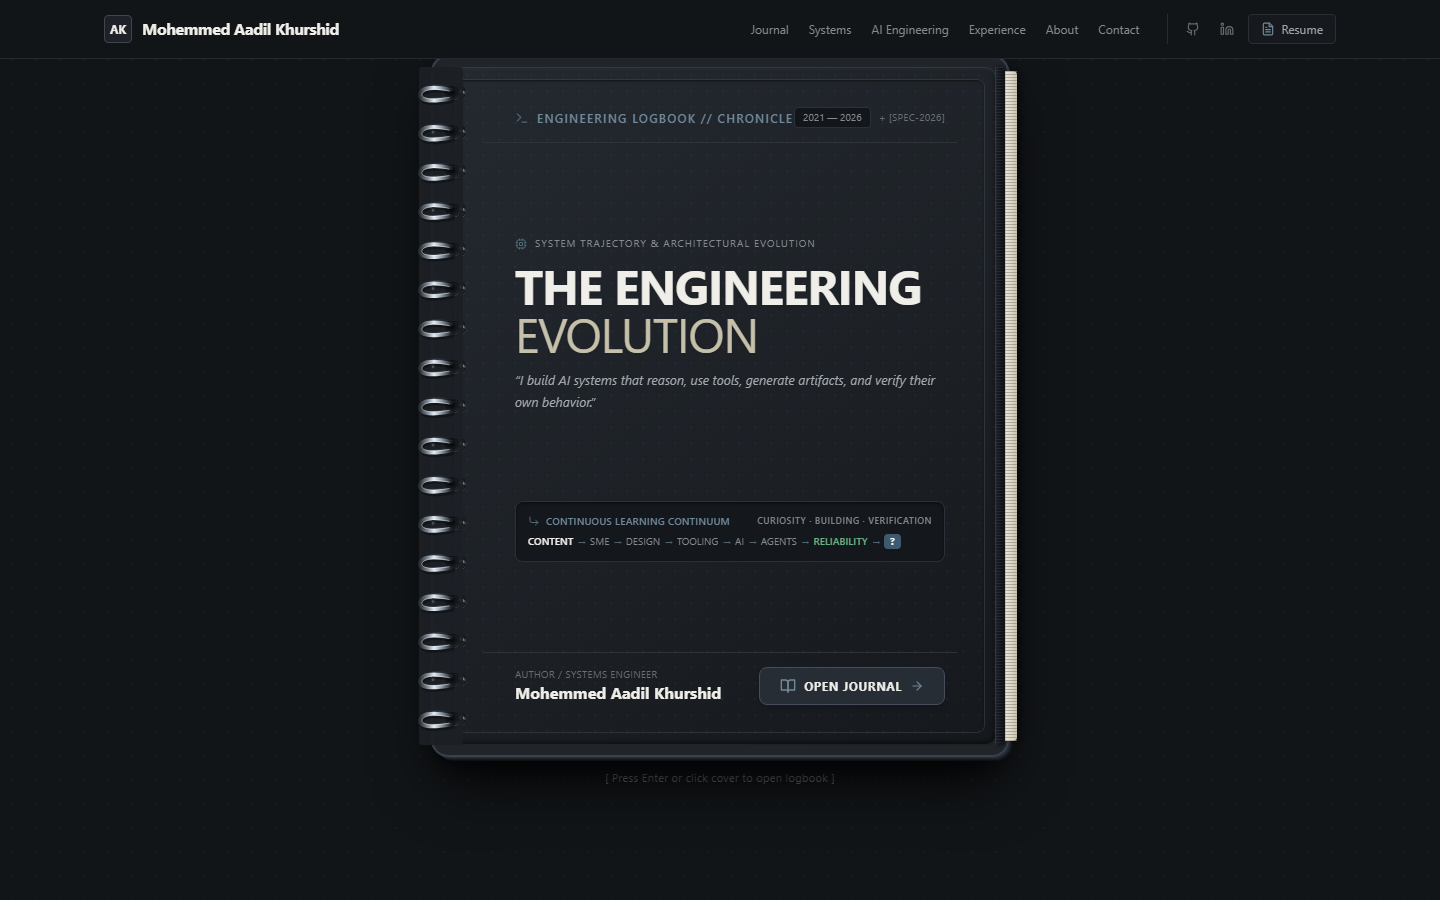 AK Mohemmed Aadil Khurshid
Journal Systems AI Engineering Experience About Contact Resume
ENGINEERING LOGBOOK // CHRONICLE 2021 — 2026 + [SPEC-2026]
SYSTEM TRAJECTORY & ARCHITECTURAL EVOLUTION
THE ENGINEERING
EVOLUTION
“I build AI systems that reason, use tools, generate artifacts, and verify their
own behavior.”
CONTINUOUS LEARNING CONTINUUM CURIOSITY · BUILDING · VERIFICATION
CONTENT → SME → DESIGN → TOOLING → AI → AGENTS → RELIABILITY → ?
AUTHOR / SYSTEMS ENGINEER
Mohemmed Aadil Khurshid
OPEN JOURNAL →
[ Press Enter or click cover to open logbook ]